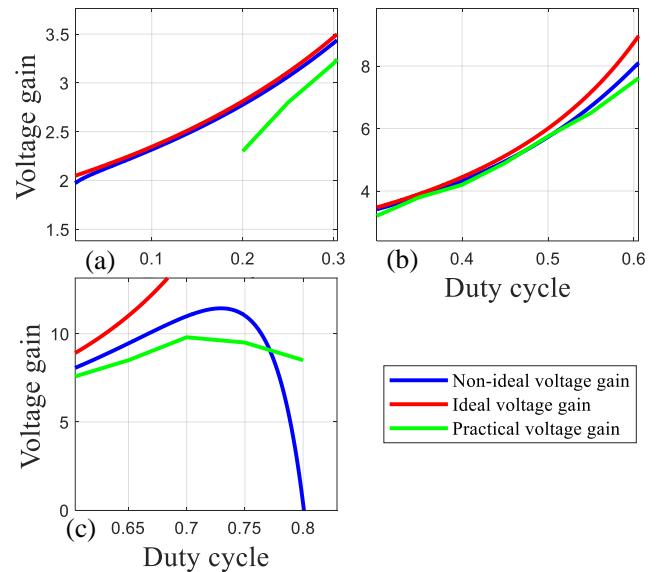 3.5
3
2.5
2
1.5
Voltage gain
0.1
0.2
0.3
(a)
8
6
4
0.4
0.5
0.6
(b)
Duty cycle
10
5
0
Voltage gain
0.65
0.7
0.75
0.8
(c)
Duty cycle
Non-ideal voltage gain
Ideal voltage gain
Practical voltage gain